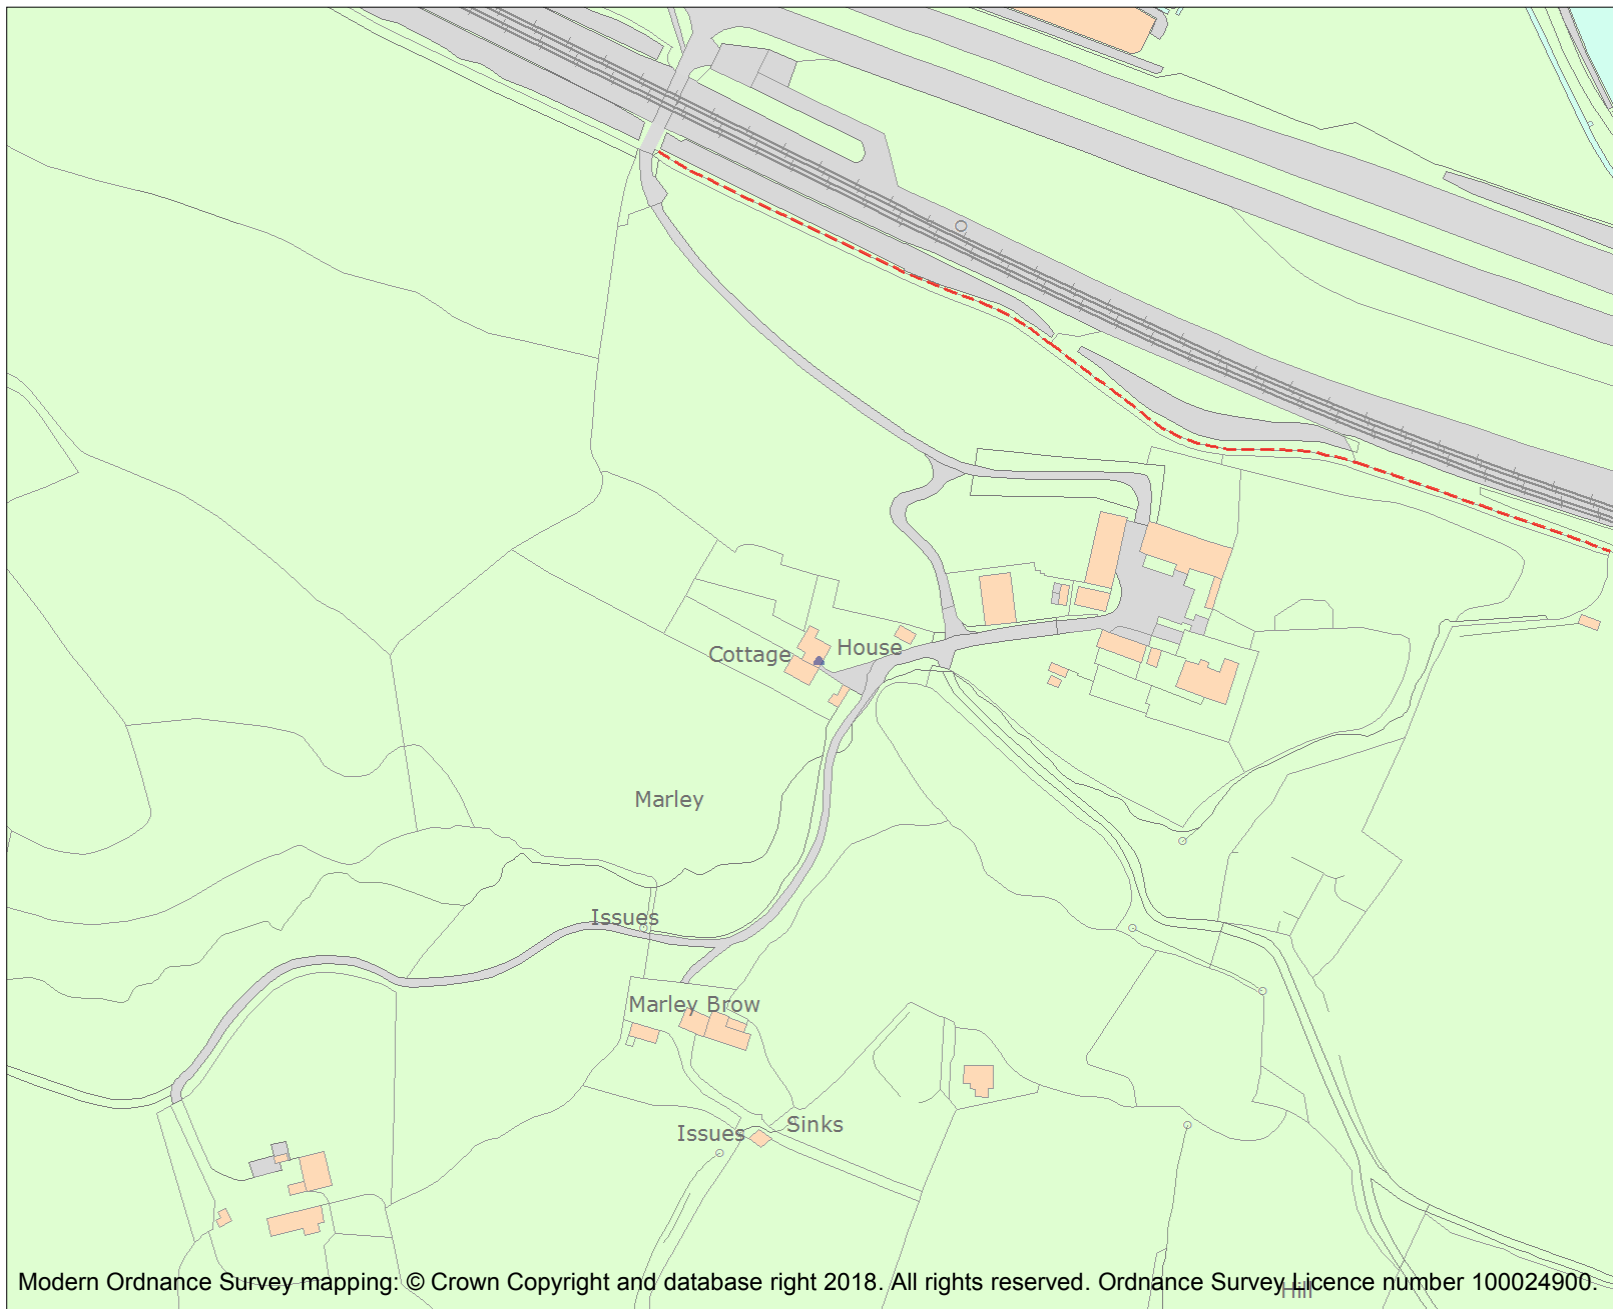 House
Cottage
Marley
Issues
Marley Brow
Sinks
Issues
Modern Ordnance Survey mapping: © Crown Copyright and database right 2018. All rights reserved. Ordnance Survey Licence number 100024900.
Hill